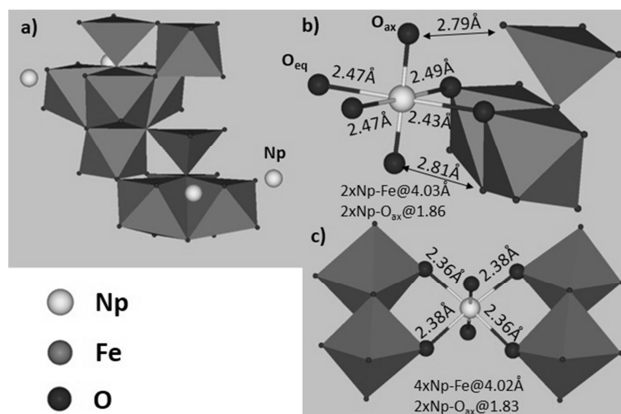 a)
Np
b)
Oax
2.79Å
Oeq
2.47Å
2.49Å
2.47Å
2.43Å
2.81Å
2xNp-Fe@4.03Å
2xNp-Oax@1.86
c)
2.36Å
2.38Å
2.38Å
2.36Å
4xNp-Fe@4.02Å
2xNp-Oax@1.83
Np
Fe
O